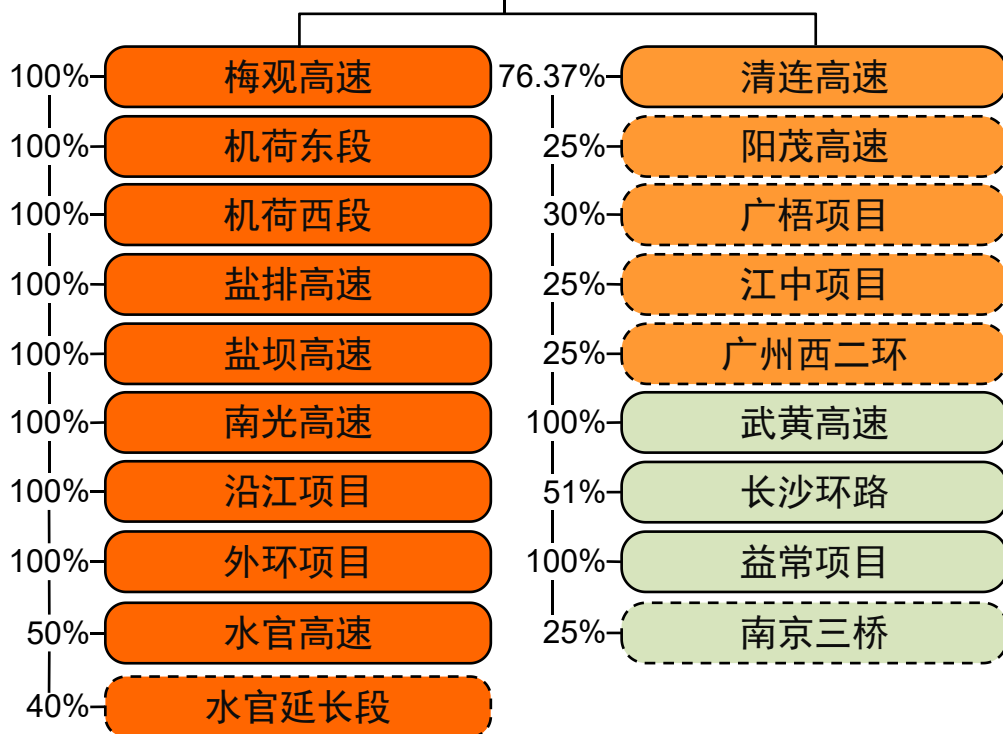 100% 梅观高速
100% 机荷东段
100% 机荷西段
100% 盐排高速
100% 盐坝高速
100% 南光高速
100% 沿江项目
100% 外环项目
50% 水官高速
40% 水官延长段
76.37% 清连高速
25% 阳茂高速
30% 广梧项目
25% 江中项目
25% 广州西二环
100% 武黄高速
51% 长沙环路
100% 益常项目
25% 南京三桥